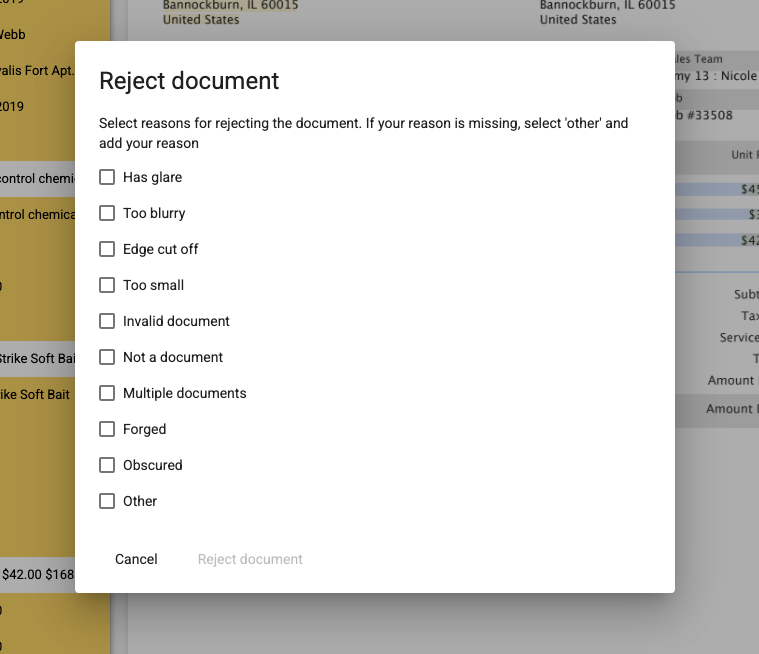 2019
Bannockburn, IL 60015
Bannockburn, IL 60015
United States
United States
Webb
valis Fort Apt.
les Team
my 13 : Nicole
2019
b
b #33508
Unit
control chemi
ntrol chemica
$45
$3
$42
0
Subt
Tax
Service
T
Strike Soft Bai
Amount
ike Soft Bait
Amount
$42.00 $168
0
0
Reject document
Select reasons for rejecting the document. If your reason is missing, select 'other' and
add your reason
Has glare
Too blurry
Edge cut off
Too small
Invalid document
Not a document
Multiple documents
Forged
Obscured
Other
Cancel
Reject document